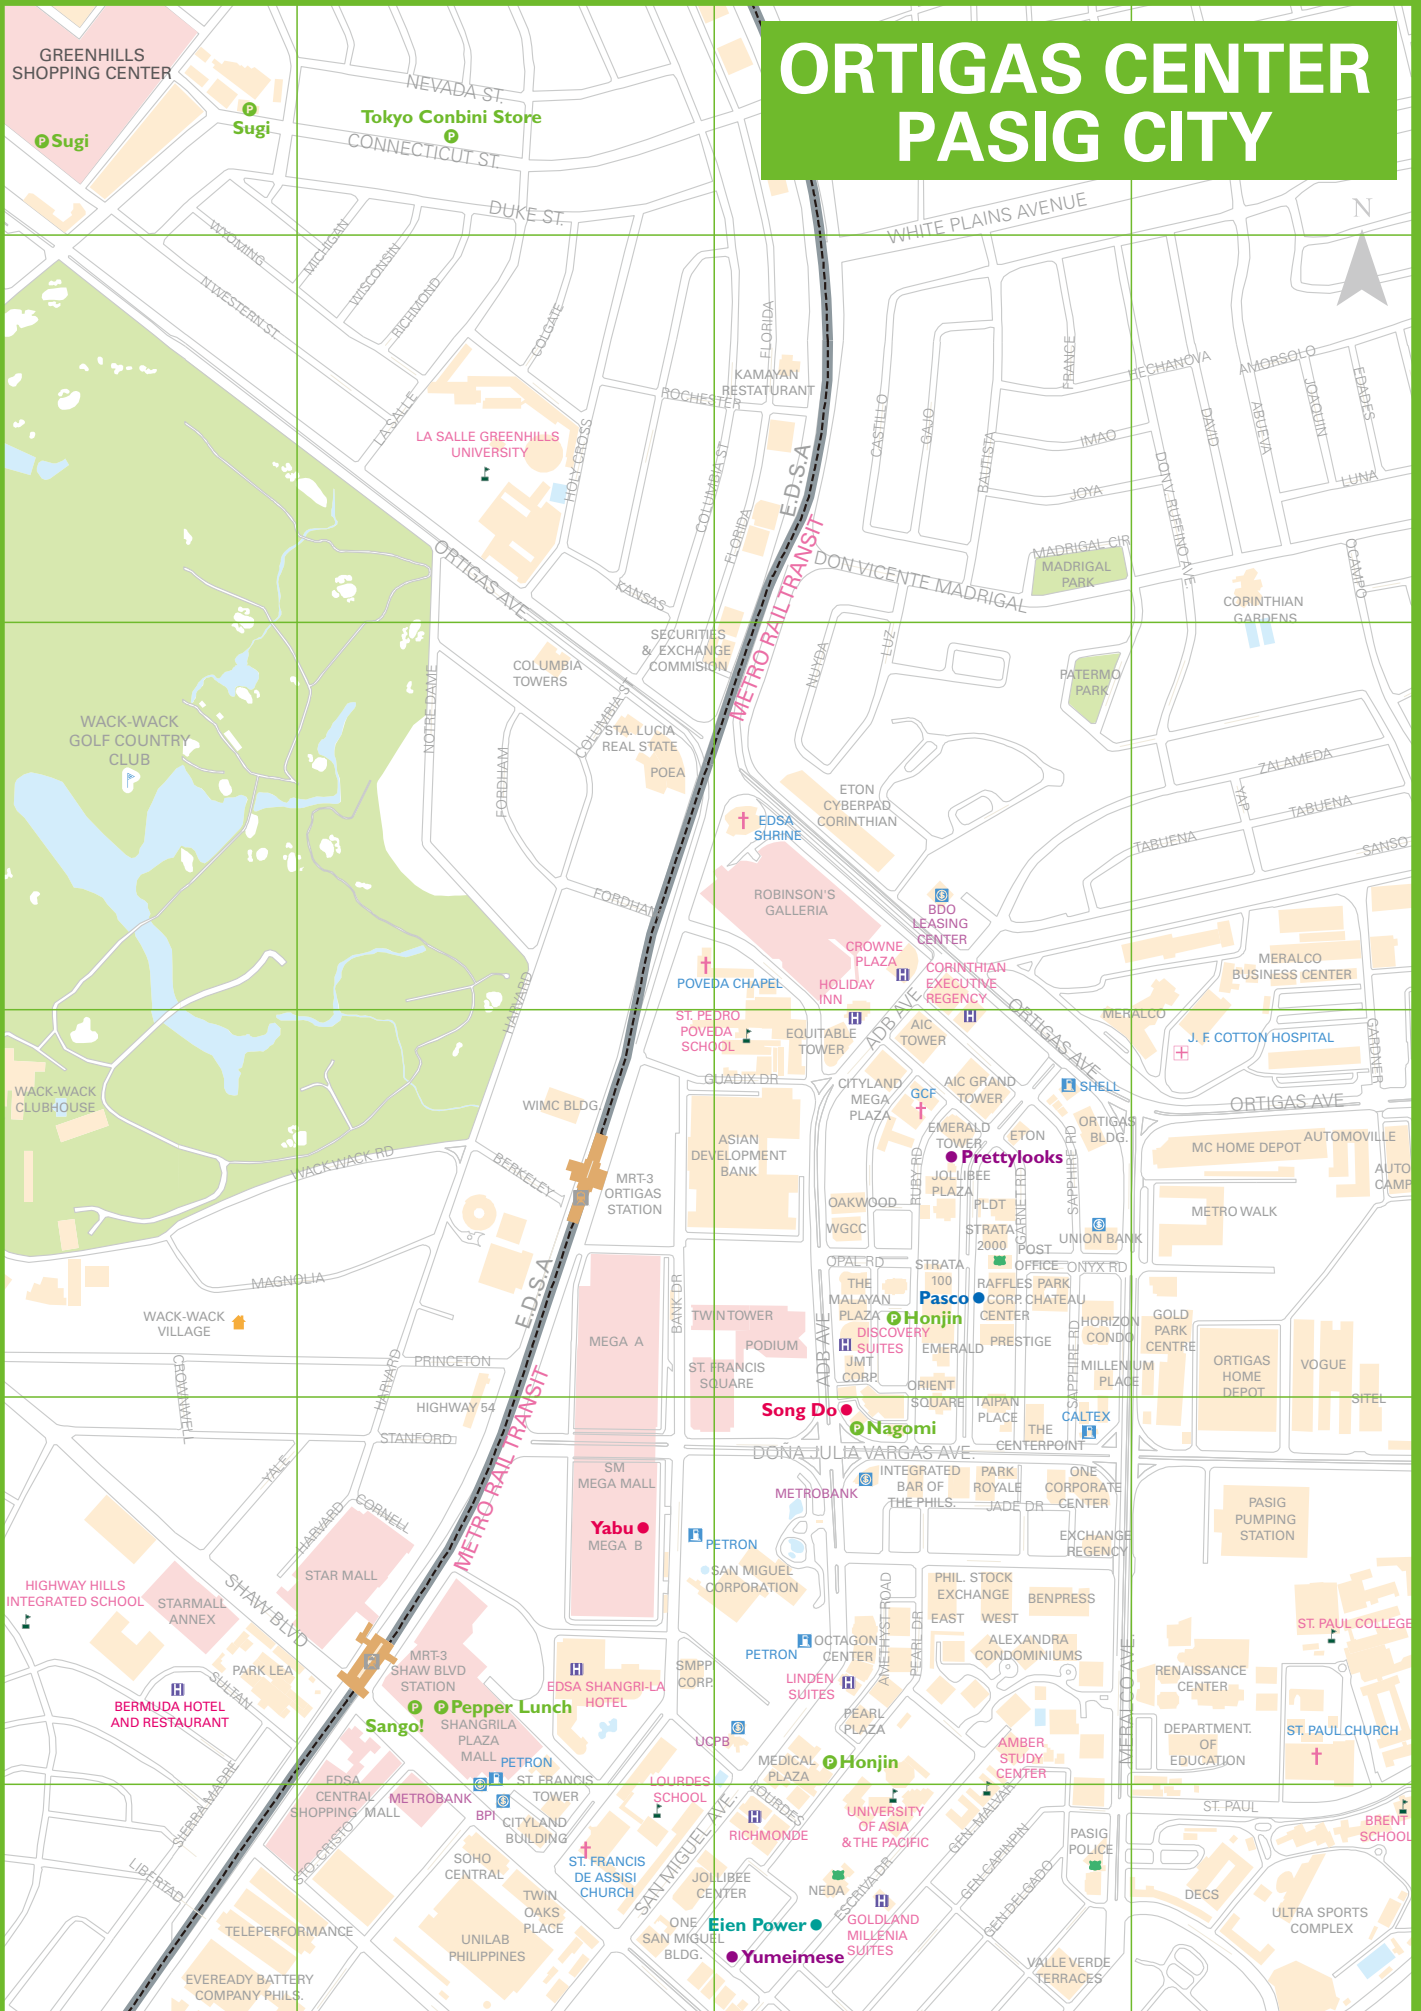 ORTIGAS CENTER
PASIG CITY
N
GREENHILLS
SHOPPING CENTER
Sugi
Sugi
Tokyo Conbini Store
NEVADA ST.
CONNECTICUT ST.
DUKE ST.
WHITE PLAINS AVENUE
WYOMING
MICHIGAN
WISCONSIN
RICHMOND
N WESTERN ST.
COLGATE
LA SALLE
LA SALLE GREENHILLS
UNIVERSITY
HOLY CROSS
FLORIDA
KAMAYAN
RESTATURANT
ROCHESTER
COLUMBIA ST
FLORIDA
E.D.S.A
METRO RAIL TRANSIT
CASTILLO
GAJO
BAUTISTA
FRANCE
HECHANOVA
AMORSOLO
IMAO
JOYA
DAVID
ABUEVA
JOAQUIN
EDADES
LUNA
DON V. RUFFINO AVE.
OCAMPO
MADRIGAL CIR
MADRIGAL
PARK
DON VICENTE MADRIGAL
CORINTHIAN
GARDENS
ORTIGAS AVE.
KANSAS
SECURITIES
& EXCHANGE
COMMISION
COLUMBIA
TOWERS
NOTRE DAME
COLUMBIA ST
STA. LUCIA
REAL STATE
POEA
FORDHAM
FORDHAM
NUYDA
LUZ
PATERMO
PARK
WACK-WACK
GOLF COUNTRY
CLUB
ETON
CYBERPAD
CORINTHIAN
EDSA
SHRINE
ZALAMEDA
YAP
TABUENA
TABUENA
SANSO
ROBINSON'S
GALLERIA
BDO
LEASING
CENTER
CROWNE
PLAZA
CORINTHIAN
EXECUTIVE
REGENCY
HOLIDAY
INN
POVEDA CHAPEL
ST. PEDRO
POVEDA
SCHOOL
EQUITABLE
TOWER
ADB AVE
AIC
TOWER
ORTIGAS AVE
MERALCO
MERALCO
BUSINESS CENTER
J. F. COTTON HOSPITAL
GARDNER
HARVARD
WACK-WACK
CLUBHOUSE
WIMC BLDG.
GUADIX DR
CITYLAND
MEGA
PLAZA
GCF
AIC GRAND
TOWER
SHELL
ORTIGAS AVE
ORTIGAS
BLDG.
EMERALD
TOWER
ETON
Prettylooks
JOLLIBEE
PLAZA
MC HOME DEPOT
AUTOMOVILLE
AUTO
CAMP
ASIAN
DEVELOPMENT
BANK
WACK WACK RD
BERKELEY
MRT-3
ORTIGAS
STATION
RUBY RD
GARNET RD
SAPPHIRE RD
OAKWOOD
WGCC
PLDT
STRATA
2000
METRO WALK
UNION BANK
POST
OFFICE
ONYX RD
OPAL RD
STRATA
100
MAGNOLIA
E.D.S.A
BANK DR
THE
MALAYAN
PLAZA
Pasco
RAFFLES
CORP.
CENTER
PARK
CHATEAU
Honjin
DISCOVERY
SUITES
EMERALD
PRESTIGE
HORIZON
CONDO
GOLD
PARK
CENTRE
WACK-WACK
VILLAGE
MEGA A
TWIN TOWER
PODIUM
ST. FRANCIS
SQUARE
ADB AVE
JMT
CORP.
SAPPHIRE RD
MILLENIUM
PLACE
ORTIGAS
HOME
DEPOT
VOGUE
SITEL
CROWNWELL
HARVARD
PRINCETON
HIGHWAY 54
STANFORD
ORIENT
SQUARE
TAIPAN
PLACE
Song Do
Nagomi
THE
CENTERPOINT
CALTEX
DOÑA JULIA VARGAS AVE.
YALE
METRO RAIL TRANSIT
SM
MEGA MALL
METROBANK
INTEGRATED
BAR OF
THE PHILS.
PARK
ROYALE
ONE
CORPORATE
CENTER
JADE DR
PASIG
PUMPING
STATION
HARVARD
CORNELL
Yabu
MEGA B
PETRON
EXCHANGE
REGENCY
STAR MALL
SAN MIGUEL
CORPORATION
PHIL. STOCK
EXCHANGE
BENPRESS
HIGHWAY HILLS
INTEGRATED SCHOOL
STARMALL
ANNEX
SHAW BLVD
EAST
WEST
AMETHYST ROAD
PEARL DR
ST. PAUL COLLEGE
PETRON
OCTAGON
CENTER
ALEXANDRA
CONDOMINIUMS
MERALCO AVE.
RENAISSANCE
CENTER
MRT-3
SHAW BLVD
STATION
PARK LEA
SULTAN
EDSA SHANGRI-LA
HOTEL
SMPP
CORP.
LINDEN
SUITES
BERMUDA HOTEL
AND RESTAURANT
Sango!
Pepper Lunch
SHANGRILA
PLAZA
MALL
UCPB
PEARL
PLAZA
AMBER
STUDY
CENTER
DEPARTMENT.
OF
EDUCATION
ST. PAUL CHURCH
PETRON
MEDICAL
PLAZA
Honjin
EDSA
CENTRAL
SHOPPING MALL
METROBANK
BPI
ST. FRANCIS
TOWER
LOURDES
SCHOOL
SIERRA MADRE
CITYLAND
BUILDING
LOURDES
RICHMONDE
UNIVERSITY
OF ASIA
& THE PACIFIC
GEN. MALVAR
ST. PAUL
BRENT
SCHOOL
PASIG
POLICE
STO. CRISTO
LIBERTAD
SOHO
CENTRAL
ST. FRANCIS
DE ASSISI
CHURCH
SAN MIGUEL AVE.
JOLLIBEE
CENTER
NEDA
ESCRIVA DR
GEN CAPINPIN
GEN DELGADO
DECS
TWIN
OAKS
PLACE
ULTRA SPORTS
COMPLEX
TELEPERFORMANCE
UNILAB
PHILIPPINES
ONE
SAN MIGUEL
BLDG.
Eien Power
GOLDLAND
MILLENIA
SUITES
Yumeimese
VALLE VERDE
TERRACES
EVEREADY BATTERY
COMPANY PHILS.